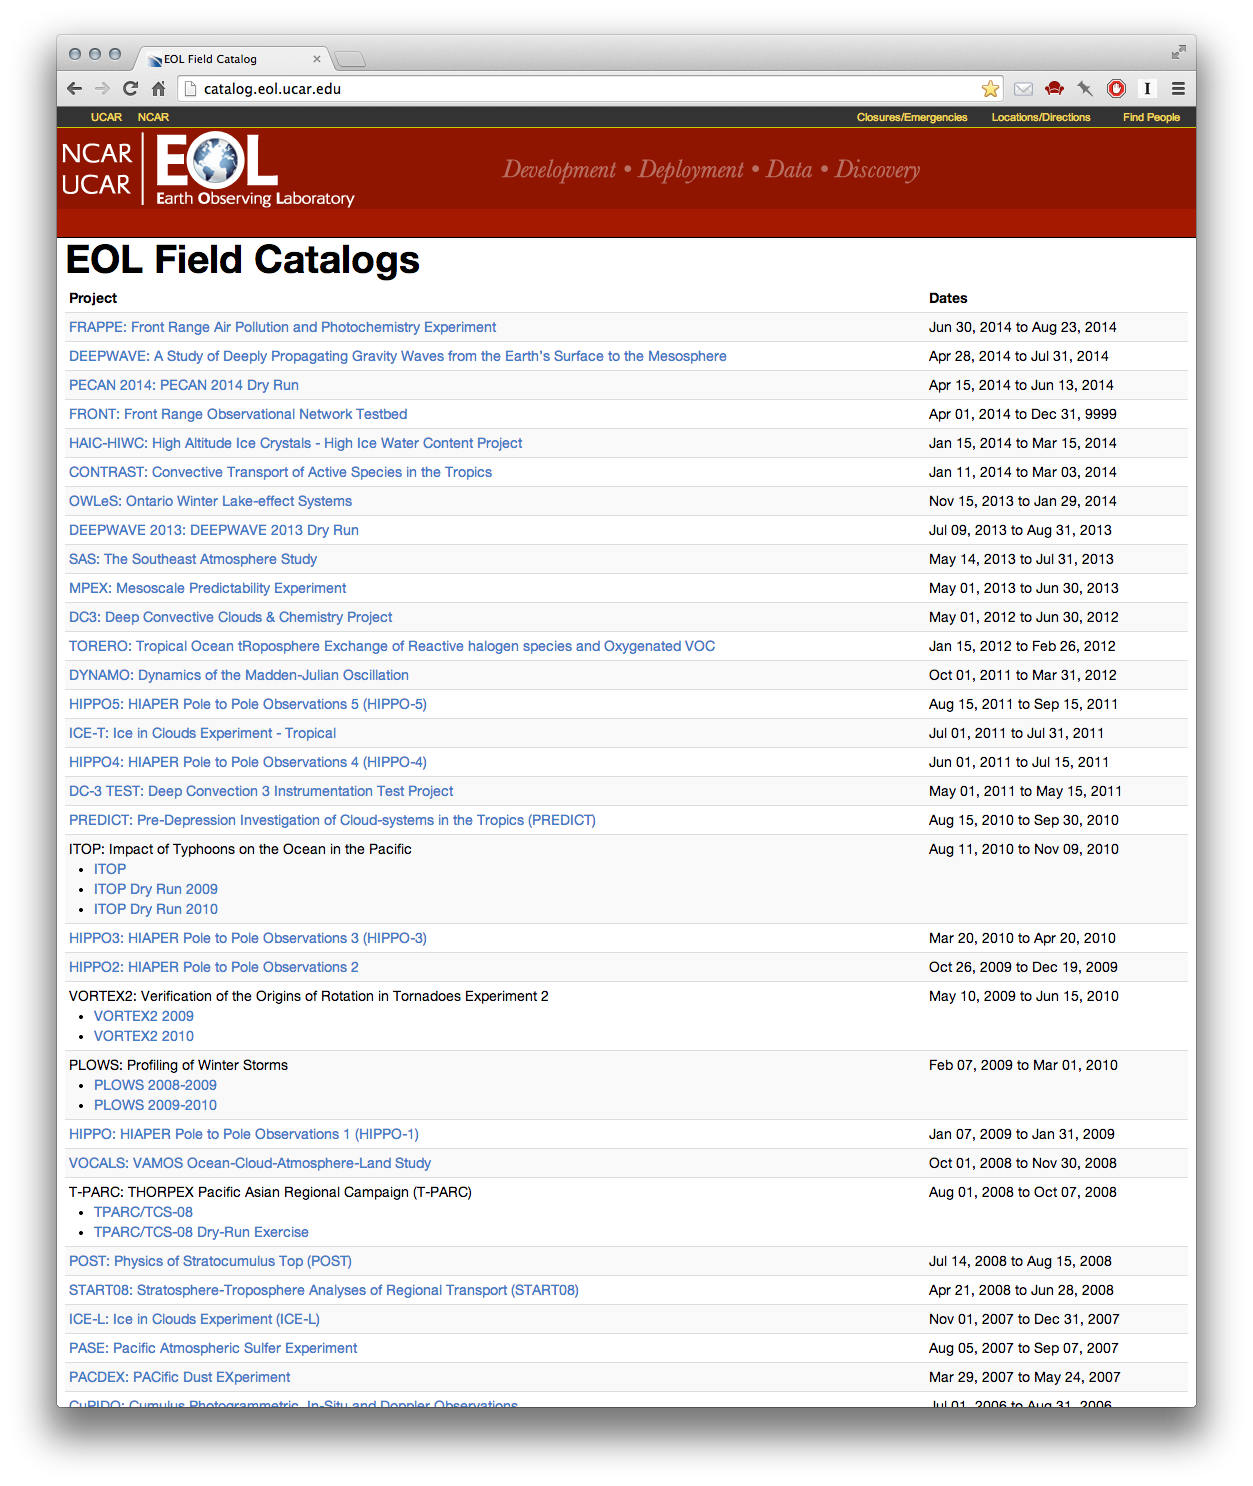 EOL Field Catalog
catalog.eol.ucar.edu
UCAR NCAR Closures/Emergencies Locations/Directions Find People
NCAR
UCAR
EOL
Earth Observing Laboratory
Development • Deployment • Data • Discovery
EOL Field Catalogs
Project Dates
FRAPPE: Front Range Air Pollution and Photochemistry Experiment Jun 30, 2014 to Aug 23, 2014
DEEPWAVE: A Study of Deeply Propagating Gravity Waves from the Earth's Surface to the Mesosphere Apr 28, 2014 to Jul 31, 2014
PECAN 2014: PECAN 2014 Dry Run Apr 15, 2014 to Jun 13, 2014
FRONT: Front Range Observational Network Testbed Apr 01, 2014 to Dec 31, 9999
HAIC-HIWC: High Altitude Ice Crystals - High Ice Water Content Project Jan 15, 2014 to Mar 15, 2014
CONTRAST: Convective Transport of Active Species in the Tropics Jan 11, 2014 to Mar 03, 2014
OWLeS: Ontario Winter Lake-effect Systems Nov 15, 2013 to Jan 29, 2014
DEEPWAVE 2013: DEEPWAVE 2013 Dry Run Jul 09, 2013 to Aug 31, 2013
SAS: The Southeast Atmosphere Study May 14, 2013 to Jul 31, 2013
MPEX: Mesoscale Predictability Experiment May 01, 2013 to Jun 30, 2013
DC3: Deep Convective Clouds & Chemistry Project May 01, 2012 to Jun 30, 2012
TORERO: Tropical Ocean tRoposphere Exchange of Reactive halogen species and Oxygenated VOC Jan 15, 2012 to Feb 26, 2012
DYNAMO: Dynamics of the Madden-Julian Oscillation Oct 01, 2011 to Mar 31, 2012
HIPPO5: HIAPER Pole to Pole Observations 5 (HIPPO-5) Aug 15, 2011 to Sep 15, 2011
ICE-T: Ice in Clouds Experiment - Tropical Jul 01, 2011 to Jul 31, 2011
HIPPO4: HIAPER Pole to Pole Observations 4 (HIPPO-4) Jun 01, 2011 to Jul 15, 2011
DC-3 TEST: Deep Convection 3 Instrumentation Test Project May 01, 2011 to May 15, 2011
PREDICT: Pre-Depression Investigation of Cloud-systems in the Tropics (PREDICT) Aug 15, 2010 to Sep 30, 2010
ITOP: Impact of Typhoons on the Ocean in the Pacific Aug 11, 2010 to Nov 09, 2010
• ITOP
• ITOP Dry Run 2009
• ITOP Dry Run 2010
HIPPO3: HIAPER Pole to Pole Observations 3 (HIPPO-3) Mar 20, 2010 to Apr 20, 2010
HIPPO2: HIAPER Pole to Pole Observations 2 Oct 26, 2009 to Dec 19, 2009
VORTEX2: Verification of the Origins of Rotation in Tornadoes Experiment 2 May 10, 2009 to Jun 15, 2010
• VORTEX2 2009
• VORTEX2 2010
PLOWS: Profiling of Winter Storms Feb 07, 2009 to Mar 01, 2010
• PLOWS 2008-2009
• PLOWS 2009-2010
HIPPO: HIAPER Pole to Pole Observations 1 (HIPPO-1) Jan 07, 2009 to Jan 31, 2009
VOCALS: VAMOS Ocean-Cloud-Atmosphere-Land Study Oct 01, 2008 to Nov 30, 2008
T-PARC: THORPEX Pacific Asian Regional Campaign (T-PARC) Aug 01, 2008 to Oct 07, 2008
• TPARC/TCS-08
• TPARC/TCS-08 Dry-Run Exercise
POST: Physics of Stratocumulus Top (POST) Jul 14, 2008 to Aug 15, 2008
START08: Stratosphere-Troposphere Analyses of Regional Transport (START08) Apr 21, 2008 to Jun 28, 2008
ICE-L: Ice in Clouds Experiment (ICE-L) Nov 01, 2007 to Dec 31, 2007
PASE: Pacific Atmospheric Sulfer Experiment Aug 05, 2007 to Sep 07, 2007
PACDEX: PACific Dust EXperiment Mar 29, 2007 to May 24, 2007
CuPIDO: Cumulus Photogrammetric, In-Situ and Doppler Observations Jul 01, 2006 to Aug 31, 2006